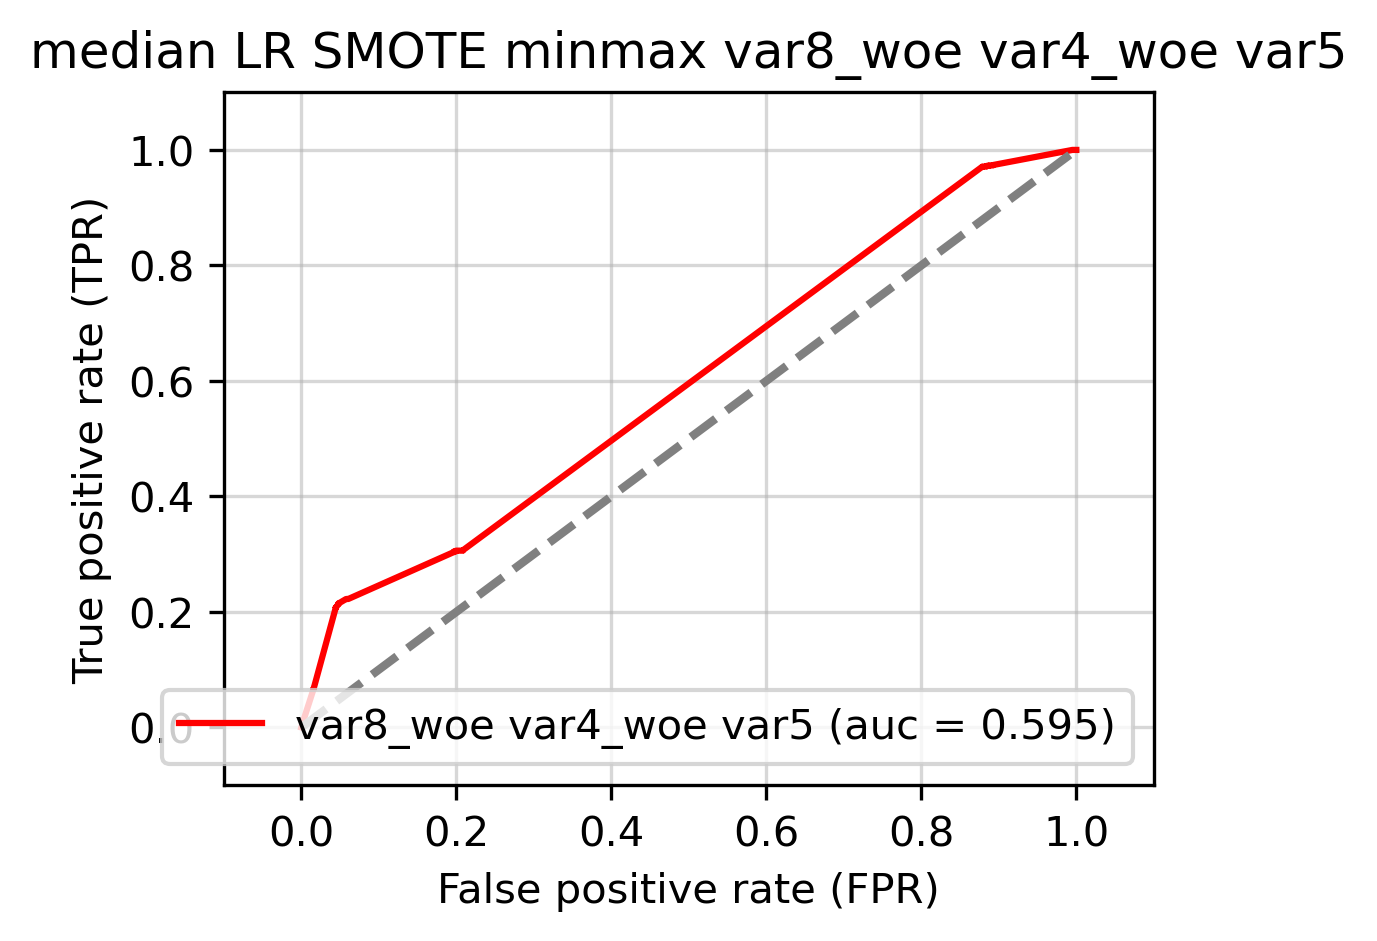 median LR SMOTE minmax var8_woe var4_woe var5
True positive rate (TPR)
1.0
0.8
0.6
0.4
0.2
0.0
var8_woe var4_woe var5 (auc = 0.595)
0.0 0.2 0.4 0.6 0.8 1.0
False positive rate (FPR)